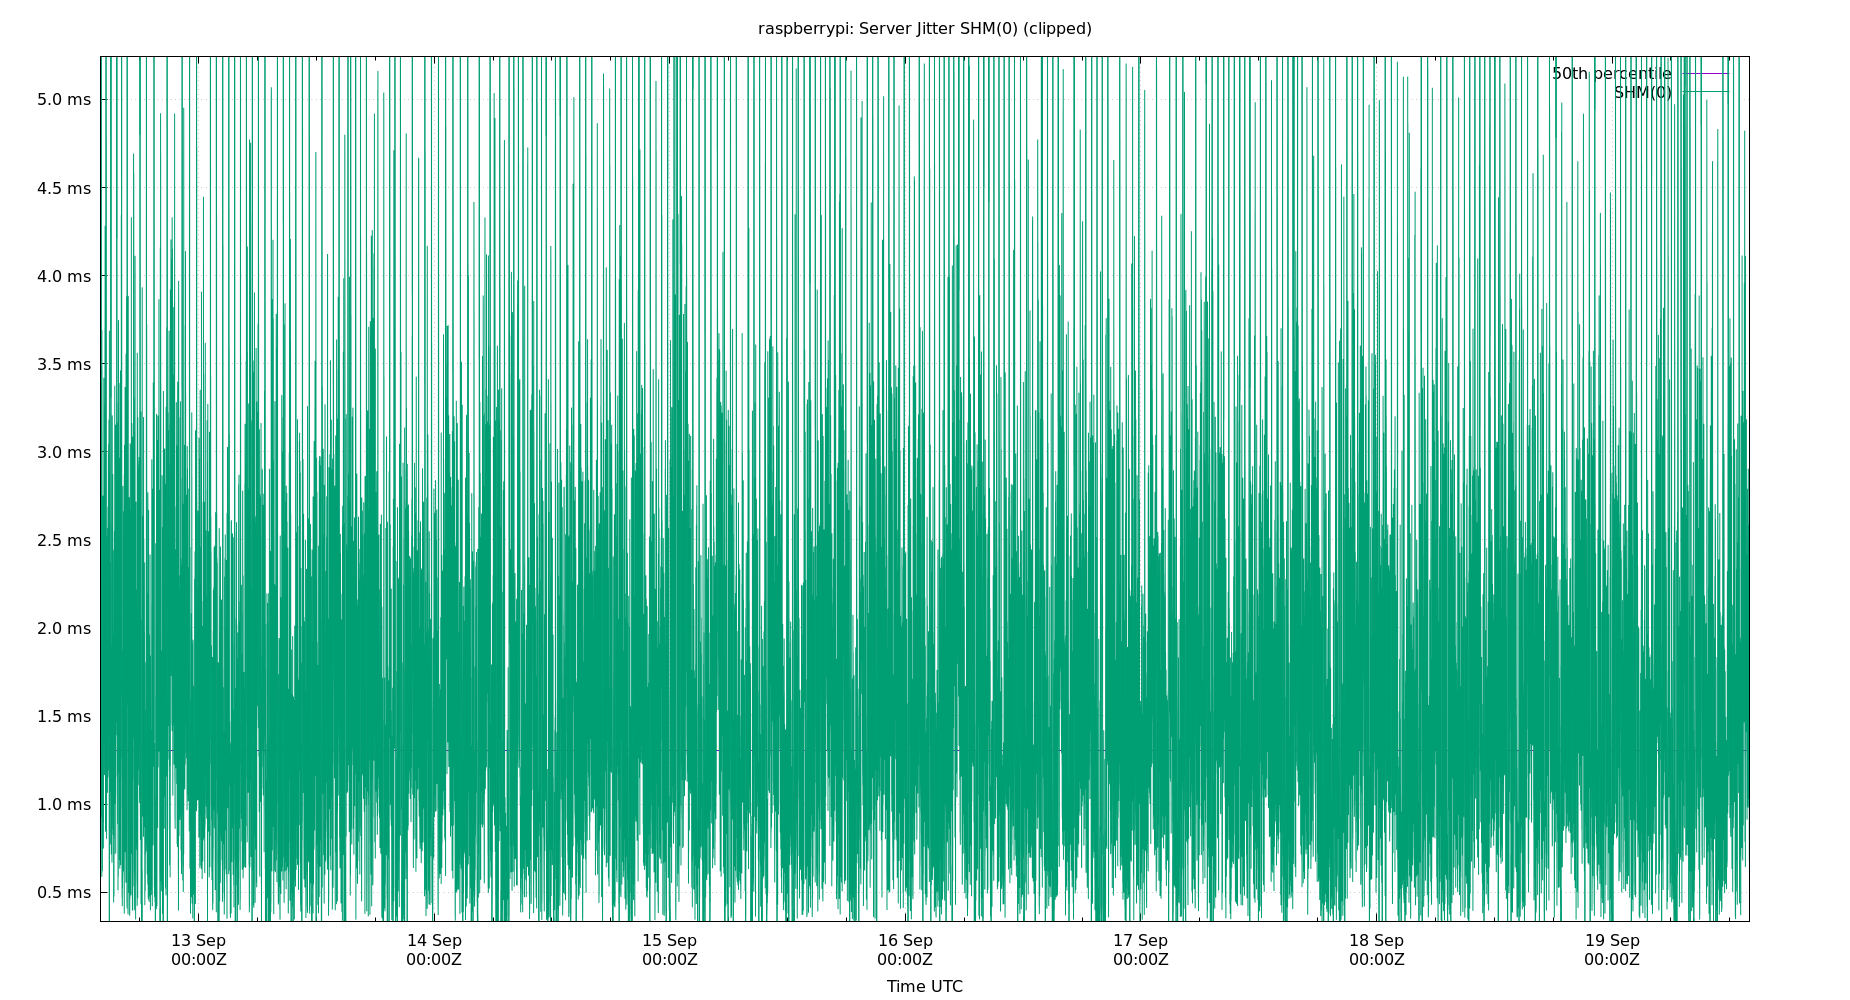 raspberrypi: Server Jitter SHM(0) (clipped)
50th percentile
SHM(0)
5.0 ms
4.5 ms
4.0 ms
3.5 ms
3.0 ms
2.5 ms
2.0 ms
1.5 ms
1.0 ms
0.5 ms
13 Sep 14 Sep 15 Sep 16 Sep 17 Sep 18 Sep 19 Sep
00:00Z 00:00Z 00:00Z 00:00Z 00:00Z 00:00Z 00:00Z
Time UTC